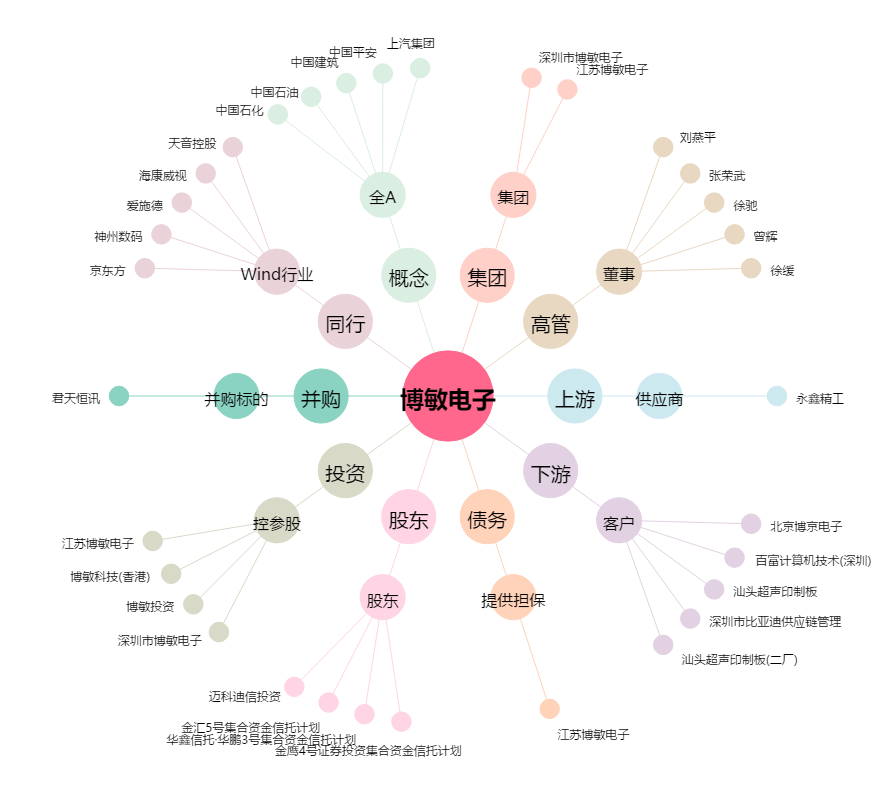 上汽集团
中国平安
中国建筑
中国石油
中国石化
深圳市博敏电子
江苏博敏电子
天音控股
海康威视
爱施德
神州数码
京东方
刘燕平
张荣武
徐驰
曾辉
徐缓
全A
集团
Wind行业
董事
概念
集团
同行
高管
君天恒讯
并购标的
并购
博敏电子
上游
供应商
永鑫精工
投资
下游
控参股
客户
股东
债务
江苏博敏电子
博敏科技(香港)
博敏投资
深圳市博敏电子
北京博京电子
百富计算机技术(深圳)
汕头超声印制板
深圳市比亚迪供应链管理
汕头超声印制板(二厂)
股东
提供担保
迈科迪信投资
金汇5号集合资金信托计划
华鑫信托·华鹏3号集合资金信托计划
金鹰4号证券投资集合资金信托计划
江苏博敏电子